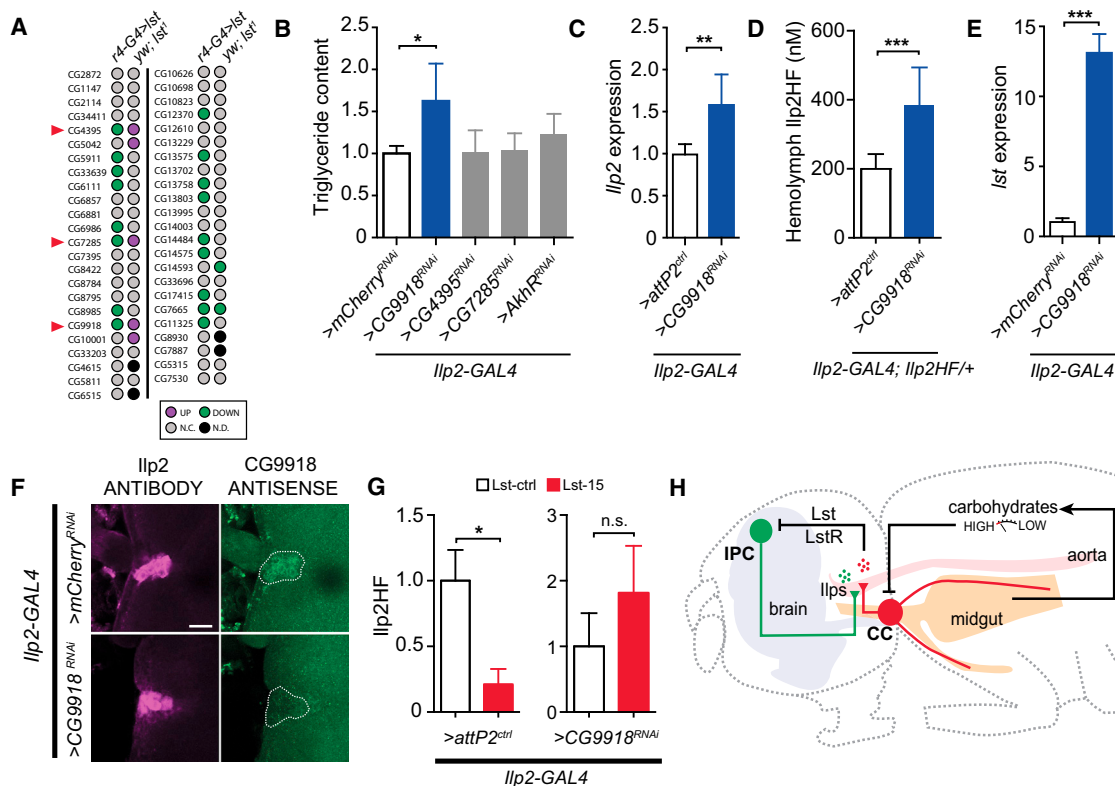 A
r4-G4>lst
yw; lst¹
r4-G4>lst
yw; lst¹
CG2872
CG1147
CG2114
CG34411
CG4395
CG5042
CG5911
CG33639
CG6111
CG6857
CG6881
CG6986
CG7285
CG7395
CG8422
CG8784
CG8795
CG8985
CG9918
CG10001
CG33203
CG4615
CG5811
CG6515
CG10626
CG10698
CG10823
CG12370
CG12610
CG13229
CG13575
CG13702
CG13758
CG13803
CG13995
CG14003
CG14484
CG14575
CG14593
CG33696
CG17415
CG7665
CG11325
CG8930
CG7887
CG5315
CG7530
UP DOWN
N.C. N.D.
B
Triglyceride content
2.5
2.0
1.5
1.0
0.5
0.0
*
>mCherryRNAi
>CG9918RNAi
>CG4395RNAi
>CG7285RNAi
>AkhRRNAi
Ilp2-GAL4
C
Ilp2 expression
2.5
2.0
1.5
1.0
0.5
0.0
**
>attP2ctrl
>CG9918RNAi
Ilp2-GAL4
D
Hemolymph Ilp2HF (nM)
600
400
200
0
***
>attP2ctrl
>CG9918RNAi
Ilp2-GAL4; Ilp2HF/+
E
lst expression
15
10
5
0
***
>mCherryRNAi
>CG9918RNAi
Ilp2-GAL4
F
Ilp2
ANTIBODY
CG9918
ANTISENSE
Ilp2-GAL4
>mCherryRNAi
>CG9918 RNAi
G
Lst-ctrl Lst-15
Ilp2HF
1.5
1.0
0.5
0.0
*
>attP2ctrl
3
2
1
0
n.s.
>CG9918RNAi
Ilp2-GAL4
H
Lst
LstR
carbohydrates
HIGH LOW
IPC
aorta
Ilps
brain
midgut
CC